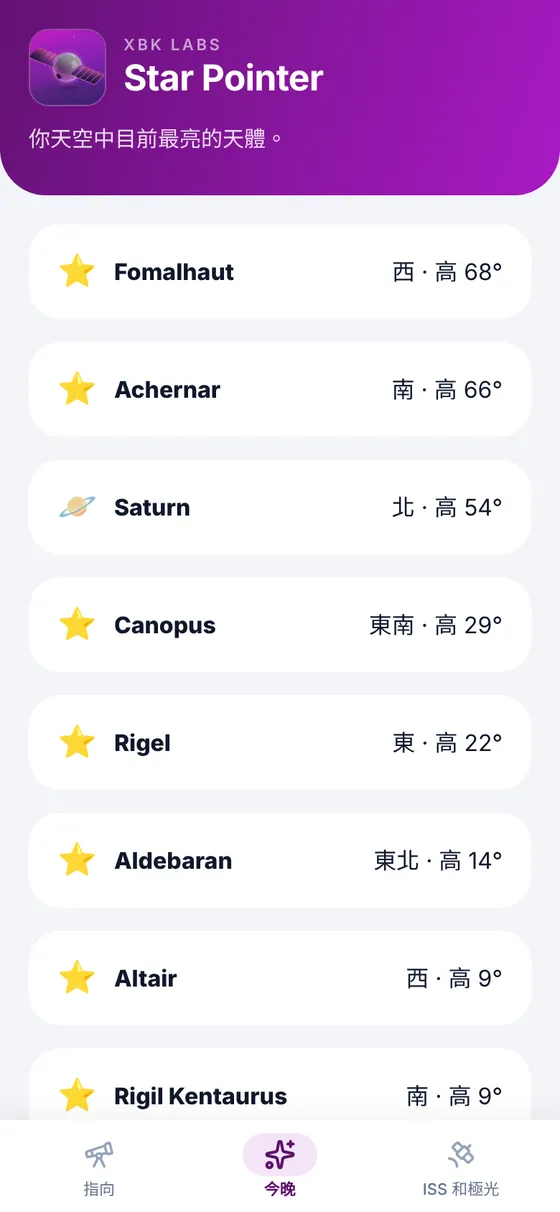 XBK LABS
Star Pointer
你天空中目前最亮的天體。
Fomalhaut 西 · 高 68°
Achernar 南 · 高 66°
Saturn 北 · 高 54°
Canopus 東南 · 高 29°
Rigel 東 · 高 22°
Aldebaran 東北 · 高 14°
Altair 西 · 高 9°
Rigil Kentaurus 南 · 高 9°
指向 今晚 ISS 和極光